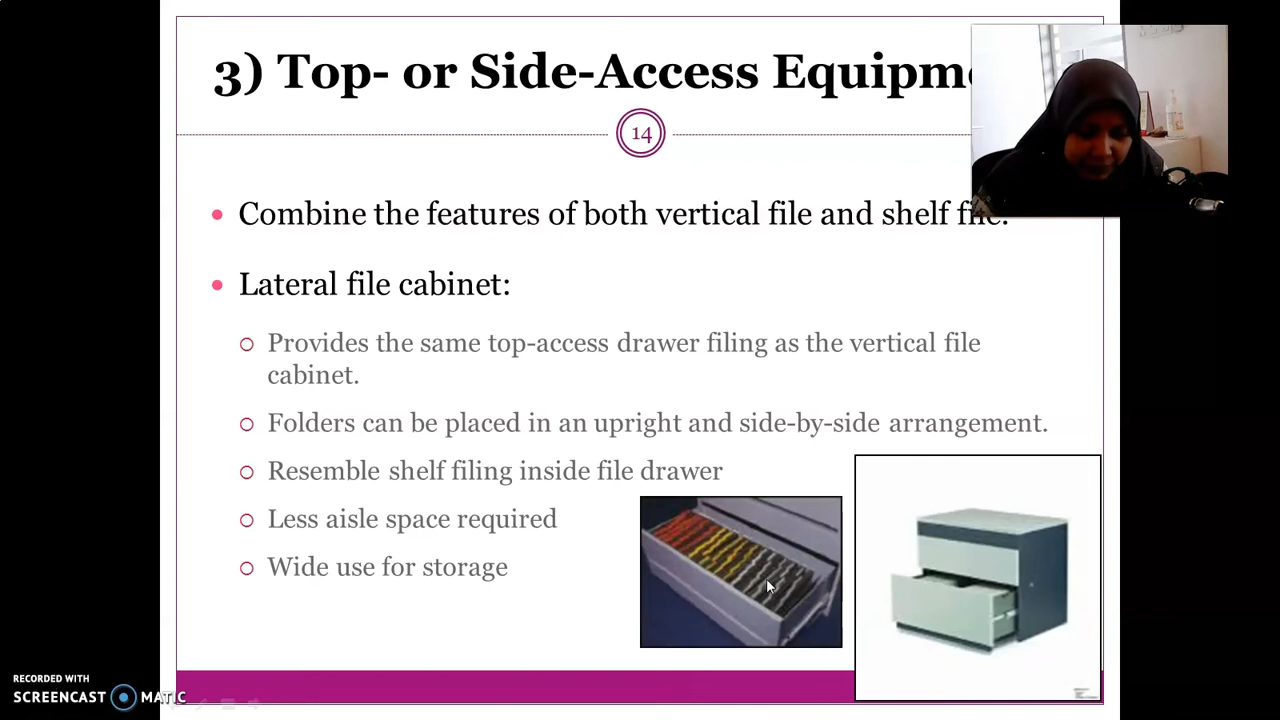 3) Top- or Side-Access Equipme
14
Combine the features of both vertical file and shelf file.
Lateral file cabinet:
Provides the same top-access drawer filing as the vertical file
cabinet.
Folders can be placed in an upright and side-by-side arrangement.
Resemble shelf filing inside file drawer
Less aisle space required
Wide use for storage
RECORDED WITH
SCREENCAST MATIC